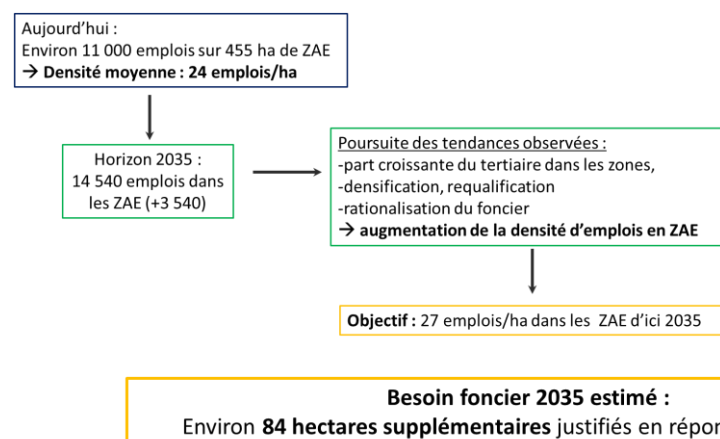 Aujourd’hui :
Environ 11 000 emplois sur 455 ha de ZAE
→ Densité moyenne : 24 emplois/ha
Horizon 2035 :
14 540 emplois dans
les ZAE (+3 540)
Poursuite des tendances observées :
-part croissante du tertiaire dans les zones,
-densification, requalification
-rationalisation du foncier
→ augmentation de la densité d’emplois en ZAE
Objectif : 27 emplois/ha dans les ZAE d’ici 2035
Besoin foncier 2035 estimé :
Environ 84 hectares supplémentaires justifiés en